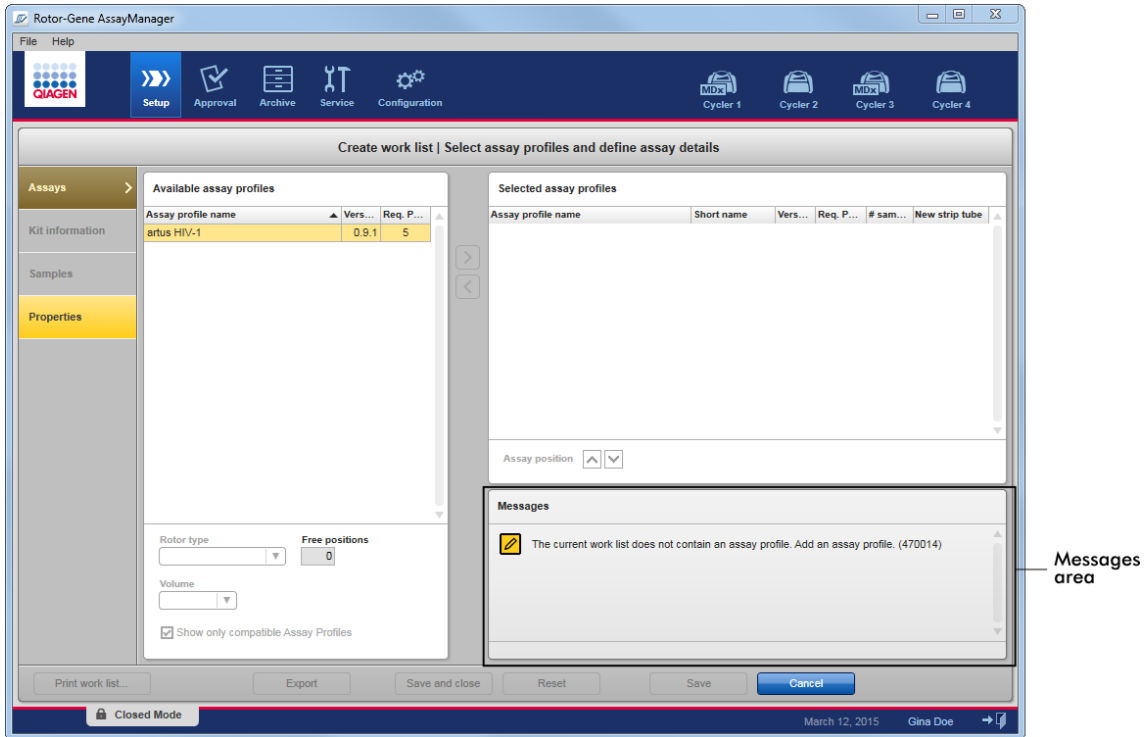 Rotor-Gene AssayManager
File Help
QIAGEN
Setup Approval Archive Service Configuration
MDx MDx
Cycler 1 Cycler 2 Cycler 3 Cycler 4
Create work list | Select assay profiles and define assay details
Assays
Kit information
Samples
Properties
Available assay profiles
Assay profile name Vers... Req. P...
artus HIV-1 0.9.1 5
Rotor type Free positions
0
Volume
Show only compatible Assay Profiles
Selected assay profiles
Assay profile name Short name Vers... Req. P... # sam... New strip tube
Assay position
Messages
The current work list does not contain an assay profile. Add an assay profile. (470014)
Messages
area
Print work list... Export Save and close Reset Save Cancel
Closed Mode
March 12, 2015 Gina Doe